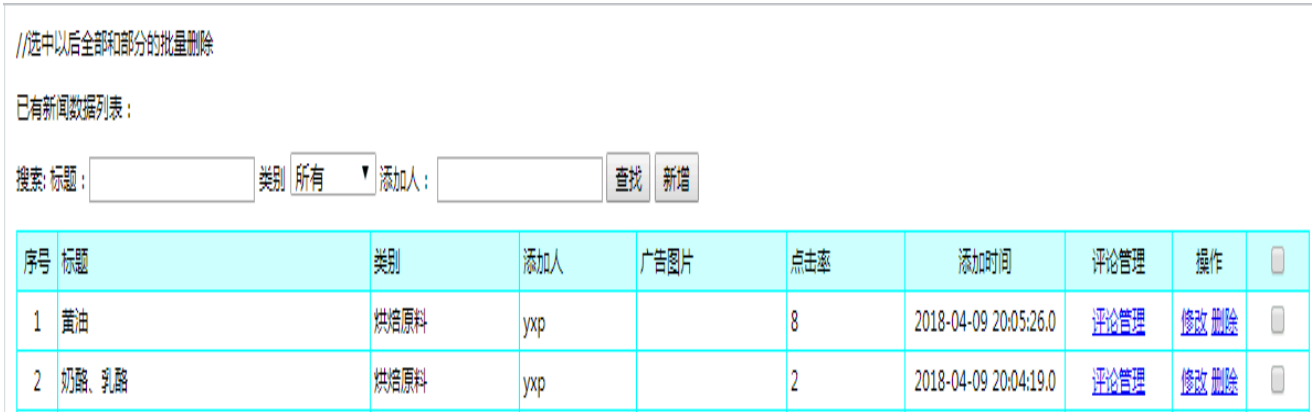 //选中以后全部和部分的批量删除
已有新闻数据列表：
搜索: 标题： 类别 所有 添加人： 查找 新增
序号 标题 类别 添加人 广告图片 点击率 添加时间 评论管理 操作
1 黄油 烘焙原料 yxp 8 2018-04-09 20:05:26.0 评论管理 修改 删除
2 奶酪、乳酪 烘焙原料 yxp 2 2018-04-09 20:04:19.0 评论管理 修改 删除